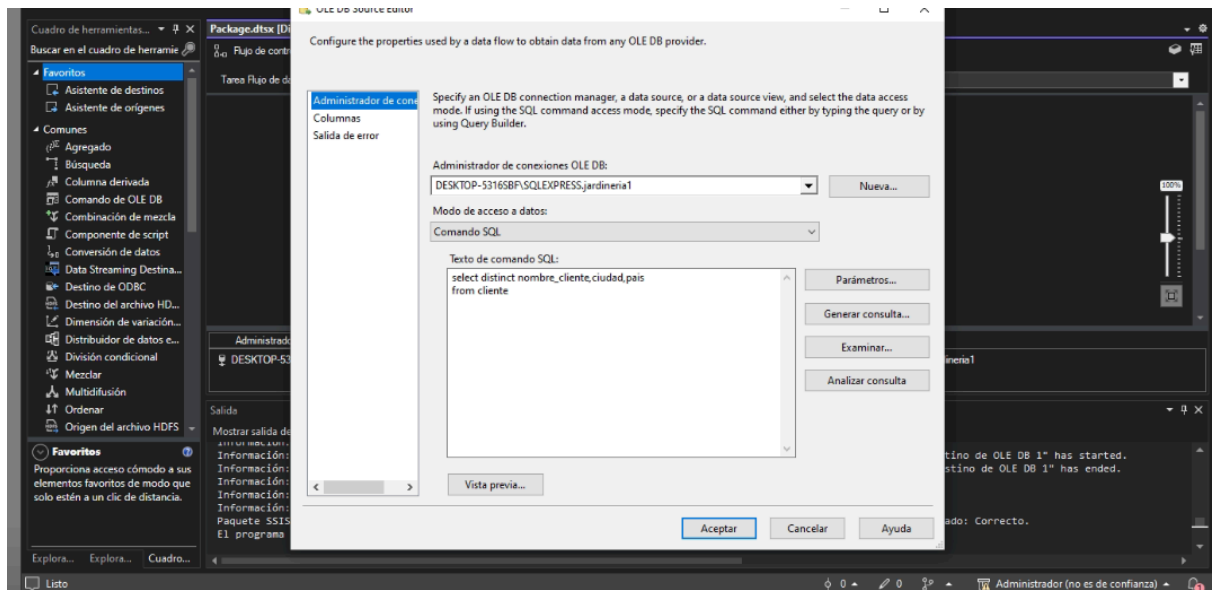 OLE DB Source Editor
Cuadro de herramientas...
Package.dtsx [Di
Buscar en el cuadro de herramie
Flujo de contr
Configure the properties used by a data flow to obtain data from any OLE DB provider.
Favoritos
Tarea Flujo de da
Asistente de destinos
Asistente de orígenes
Comunes
Agregado
Búsqueda
Columna derivada
Comando de OLE DB
Combinación de mezcla
Componente de script
Conversión de datos
Data Streaming Destina...
Destino de ODBC
Destino del archivo HD...
Dimensión de variación...
Distribuidor de datos e...
División condicional
Mezclar
Multidifusión
Ordenar
Origen del archivo HDFS
Administrador de cone
Columnas
Salida de error
Specify an OLE DB connection manager, a data source, or a data source view, and select the data access
mode. If using the SQL command access mode, specify the SQL command either by typing the query or by
using Query Builder.
Administrador de conexiones OLE DB:
DESKTOP-5316SBF\SQLEXPRESS.jardineria1
Nueva...
Modo de acceso a datos:
Comando SQL
Texto de comando SQL:
select distinct nombre_cliente,ciudad,pais
from cliente
Parámetros...
Generar consulta...
Examinar...
Analizar consulta
Vista previa...
Aceptar
Cancelar
Ayuda
100%
Administrado
DESKTOP-53
ineria1
Salida
Mostrar salida de
Información:
Información:
Información:
Información:
Información:
Información:
Paquete SSIS
El programa
tino de OLE DB 1" has started.
stino de OLE DB 1" has ended.
ado: Correcto.
Favoritos
Proporciona acceso cómodo a sus
elementos favoritos de modo que
solo estén a un clic de distancia.
Explora...
Explora...
Cuadro...
Listo
0
0
Administrador (no es de confianza)